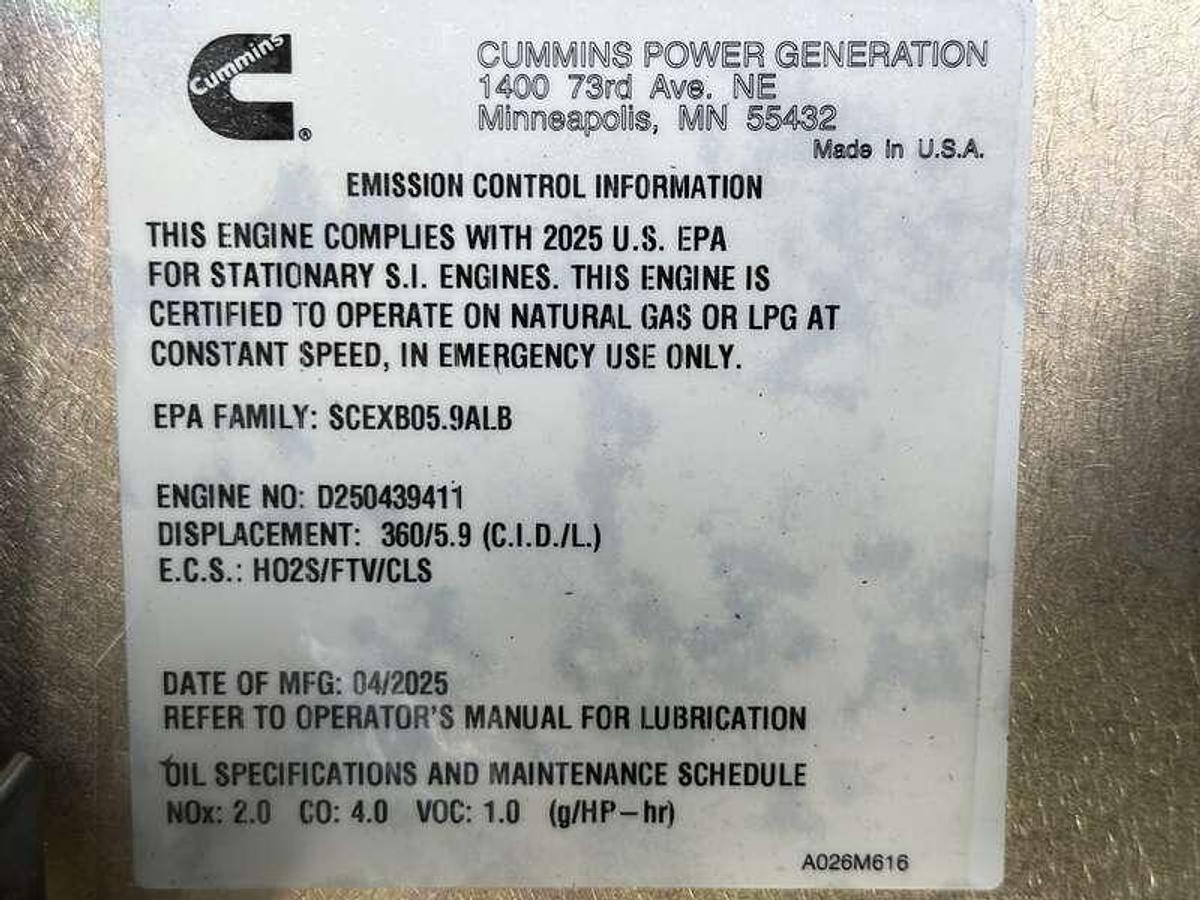 Cummins
®
CUMMINS POWER GENERATION
1400 73rd Ave. NE
Minneapolis, MN 55432
Made in U.S.A.
EMISSION CONTROL INFORMATION
THIS ENGINE COMPLIES WITH 2025 U.S. EPA
FOR STATIONARY S.I. ENGINES. THIS ENGINE IS
CERTIFIED TO OPERATE ON NATURAL GAS OR LPG AT
CONSTANT SPEED, IN EMERGENCY USE ONLY.
EPA FAMILY: SCEXB05.9ALB
ENGINE NO: D250439411
DISPLACEMENT: 360/5.9 (C.I.D./L.)
E.C.S.: HO2S/FTV/CLS
DATE OF MFG: 04/2025
REFER TO OPERATOR'S MANUAL FOR LUBRICATION
OIL SPECIFICATIONS AND MAINTENANCE SCHEDULE
NOx: 2.0 CO: 4.0 VOC: 1.0 (g/HP-hr)
A026M616